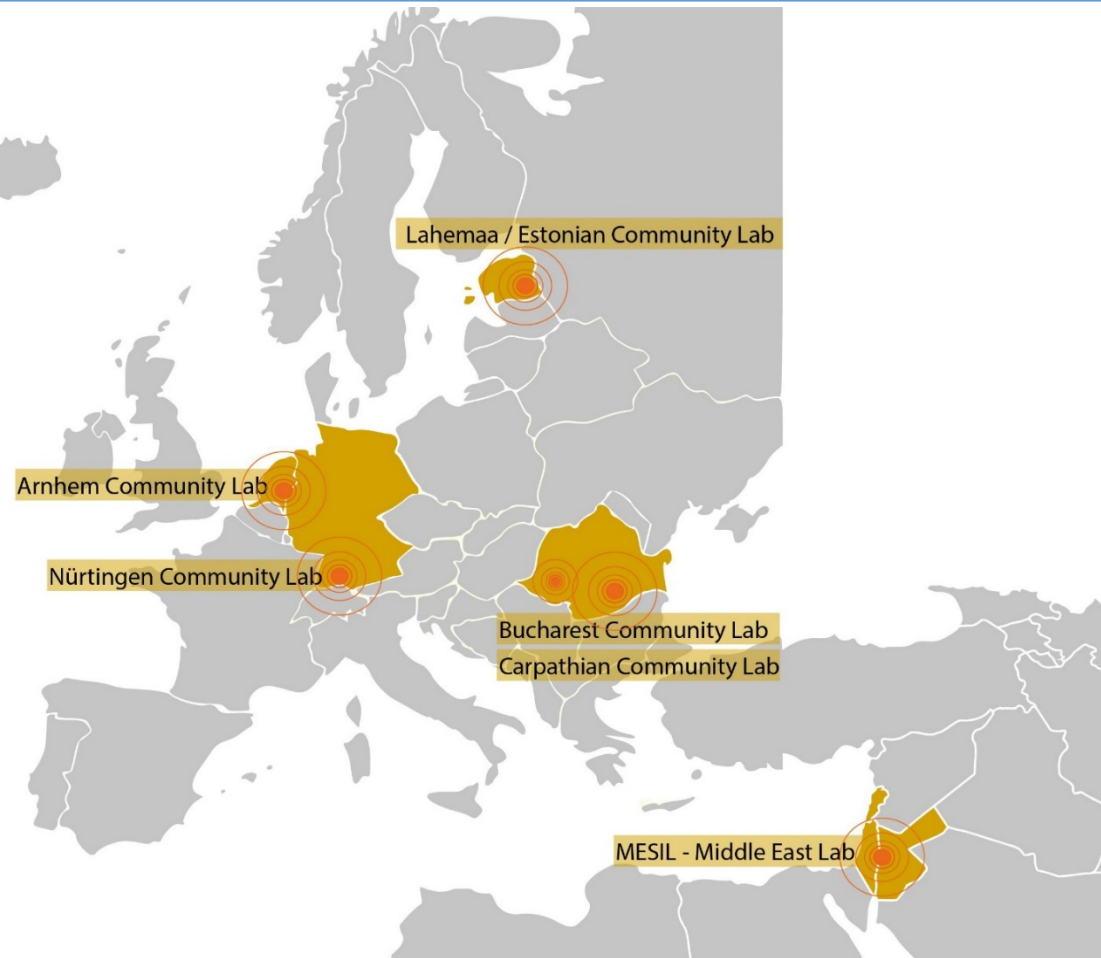 Lahemaa / Estonian Community Lab
Arnhem Community Lab
Nürtingen Community Lab
Bucharest Community Lab
Carpathian Community Lab
MESIL - Middle East Lab